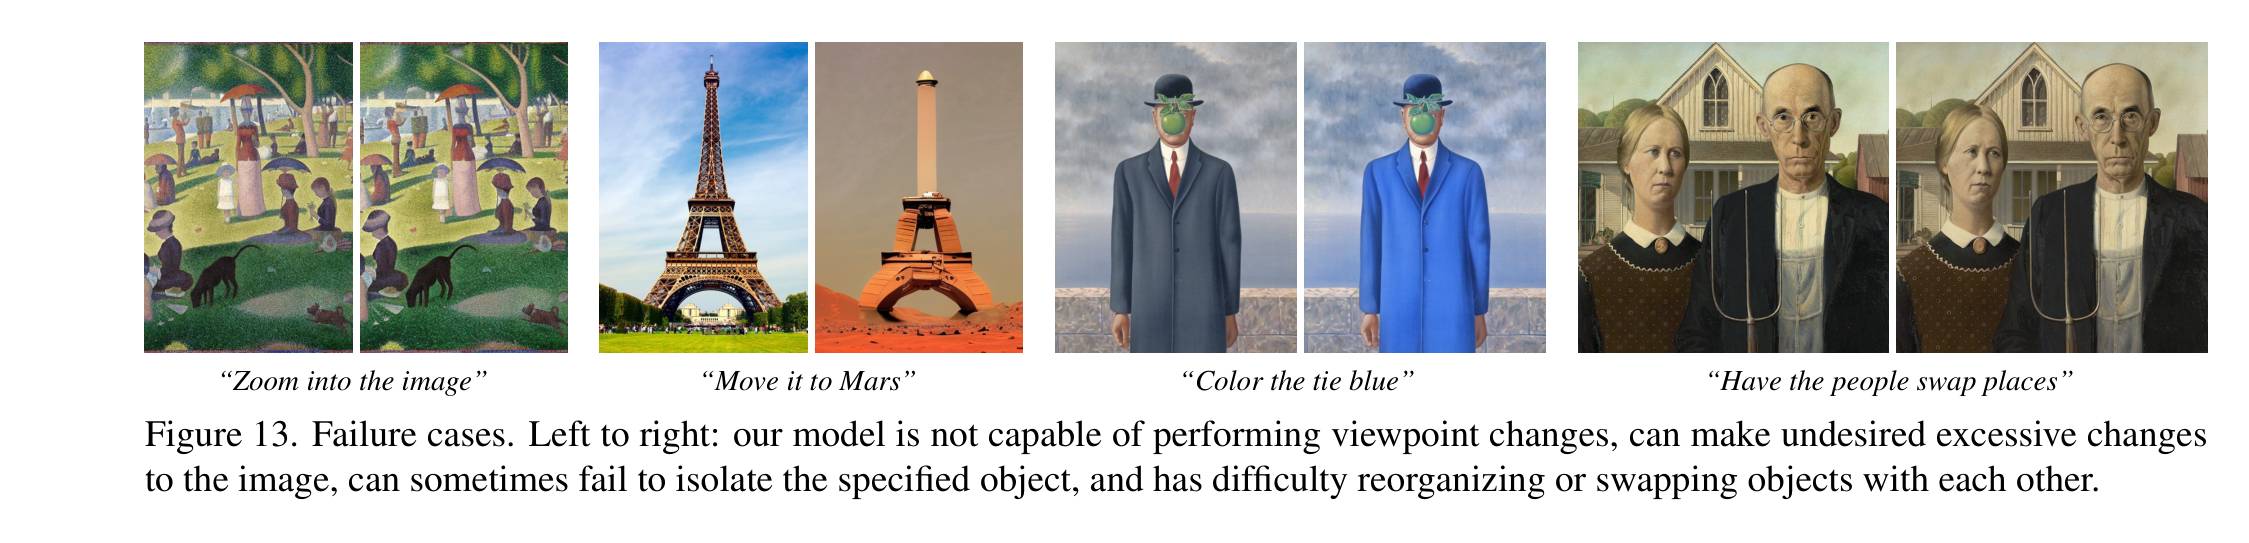 “Zoom into the image”
“Move it to Mars”
“Color the tie blue”
“Have the people swap places”
Figure 13. Failure cases. Left to right: our model is not capable of performing viewpoint changes, can make undesired excessive changes
to the image, can sometimes fail to isolate the specified object, and has difficulty reorganizing or swapping objects with each other.